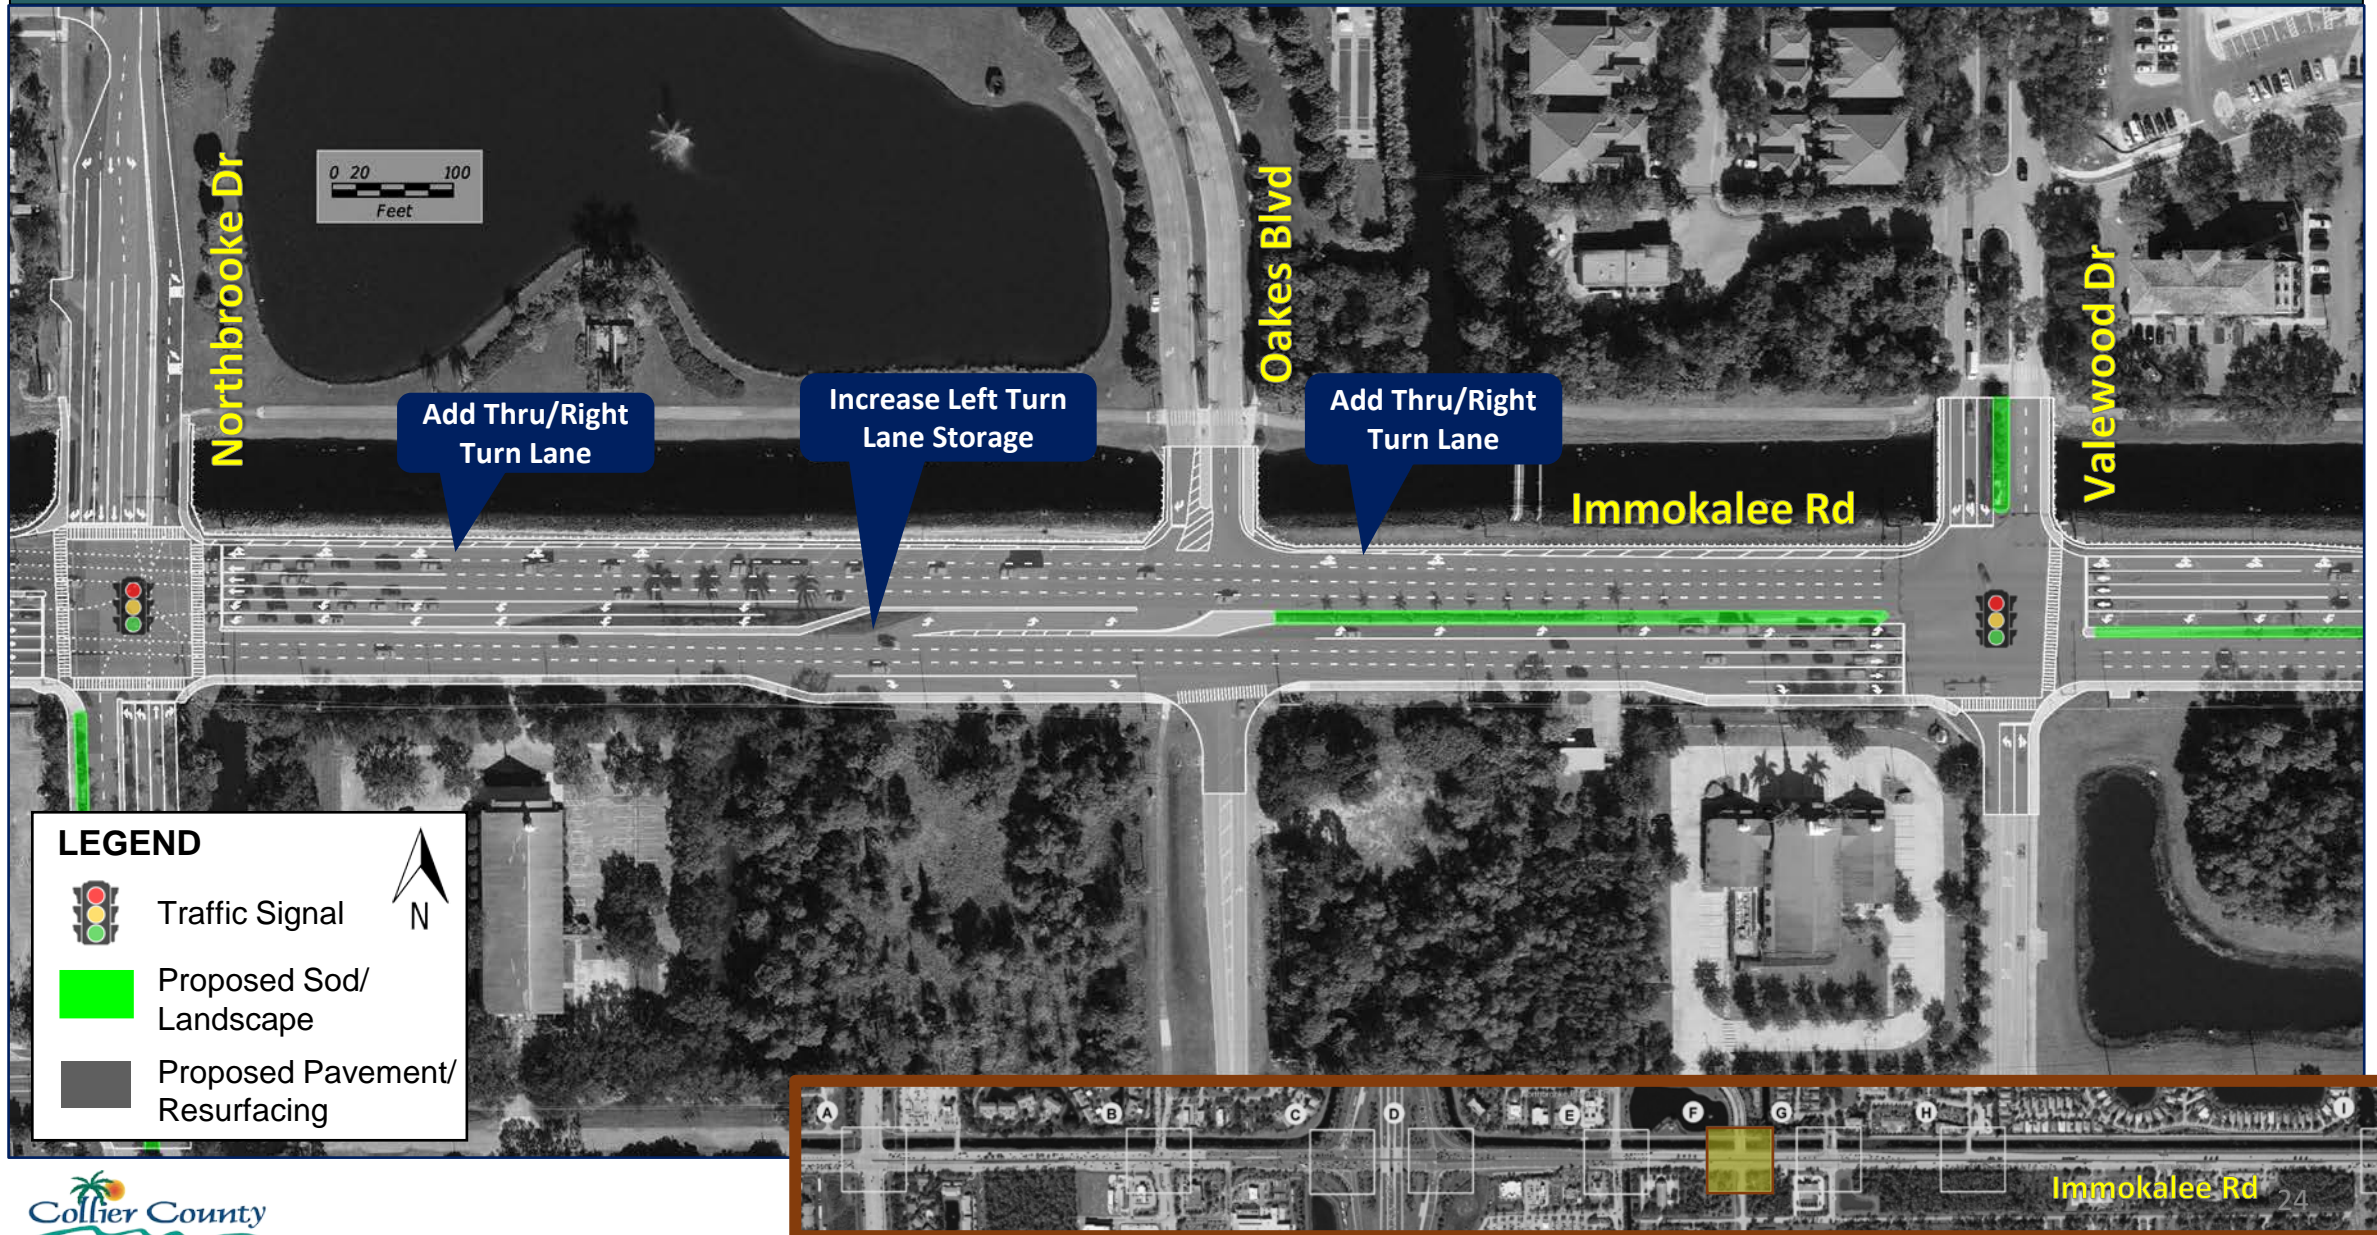 0 20 100
Feet
Northbrooke Dr
Oakes Blvd
Valewood Dr
Add Thru/Right
Turn Lane
Increase Left Turn
Lane Storage
Add Thru/Right
Turn Lane
Immokalee Rd
LEGEND
N
Traffic Signal
Proposed Sod/
Landscape
Proposed Pavement/
Resurfacing
A B C D E F G H I
Immokalee Rd
24
Collier County